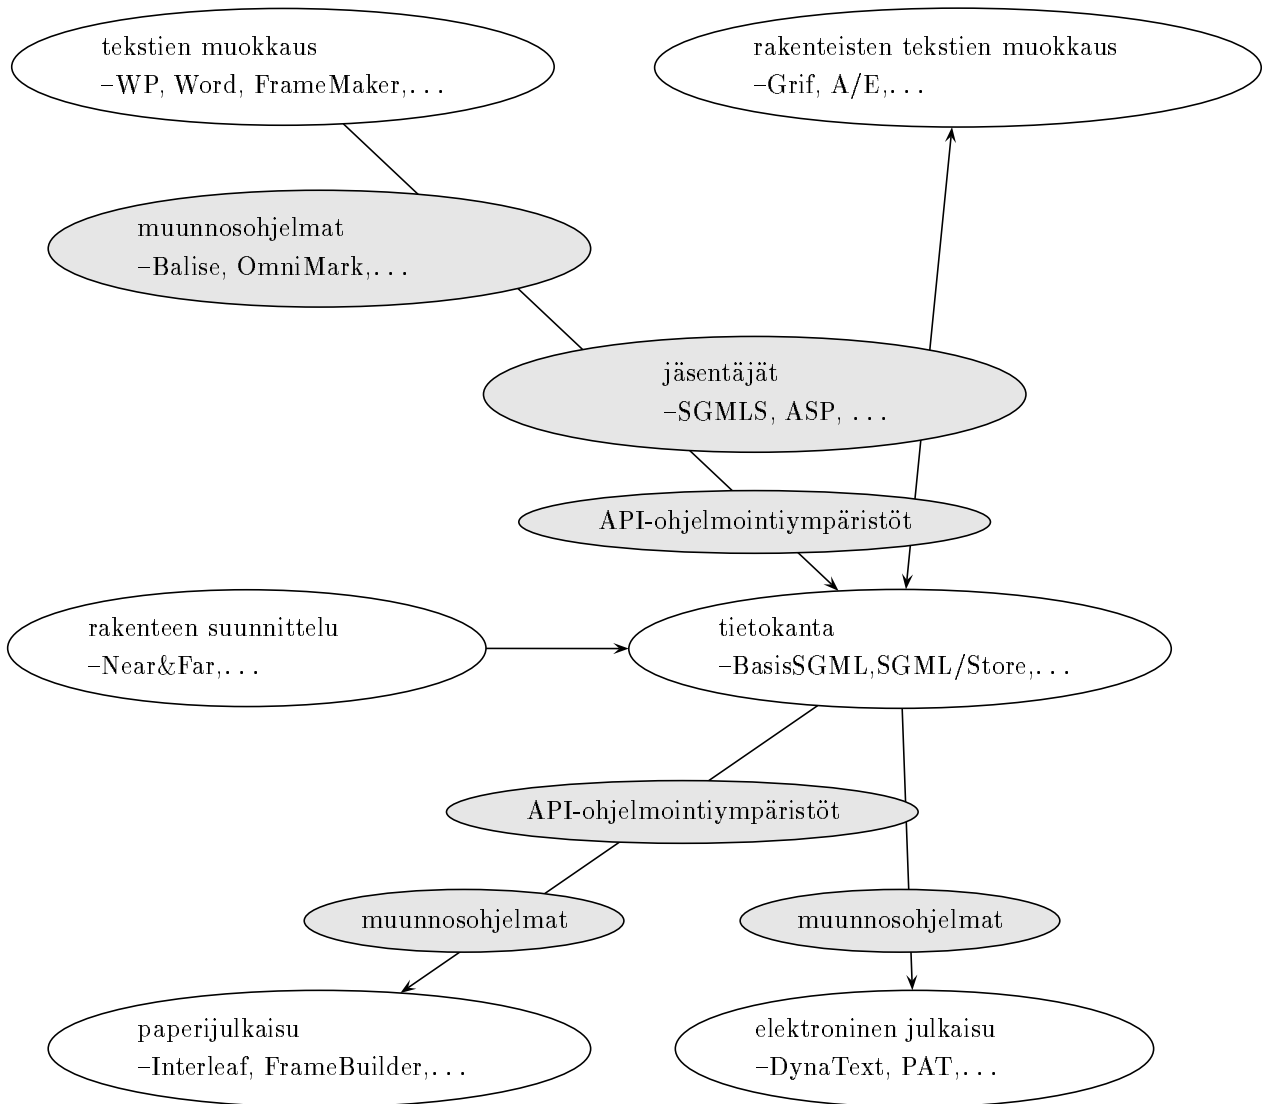 tekstien muokkaus
–WP, Word, FrameMaker,...
rakenteisten tekstien muokkaus
–Grif, A/E,...
muunnosohjelmat
–Balise, OmniMark,...
jäsentäjät
–SGMLS, ASP, ...
API-ohjelmointiympäristöt
rakenteen suunnittelu
–Near&Far,...
tietokanta
–BasisSGML,SGML/Store,...
API-ohjelmointiympäristöt
muunnosohjelmat
muunnosohjelmat
paperijulkaisu
–Interleaf, FrameBuilder,...
elektroninen julkaisu
–DynaText, PAT,...